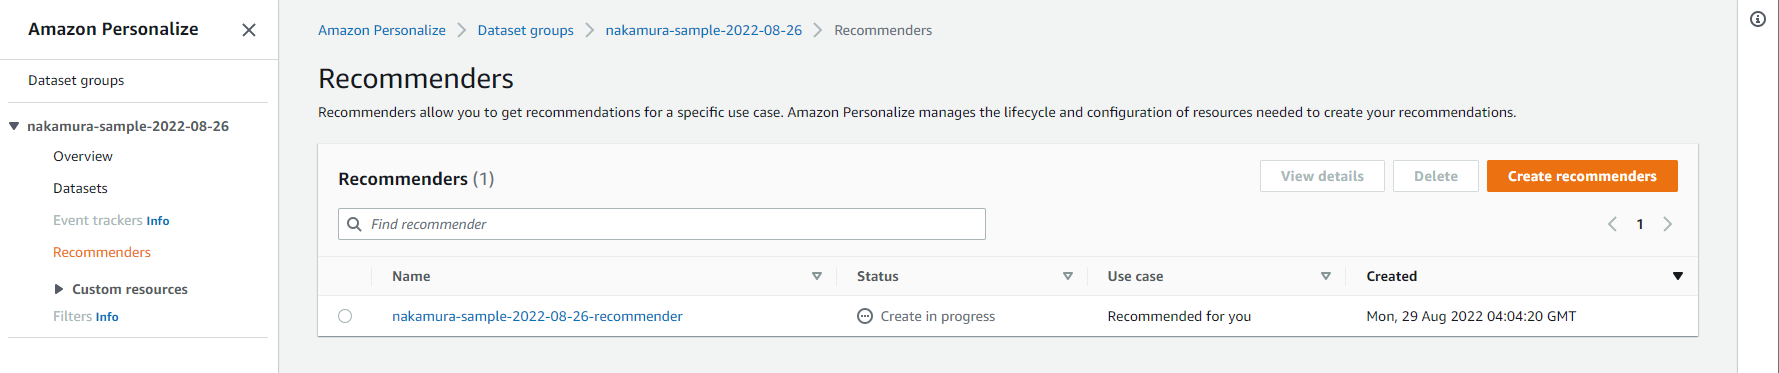 Amazon Personalize
Dataset groups
nakamura-sample-2022-08-26
Overview
Datasets
Event trackers Info
Recommenders
Custom resources
Filters Info
Amazon Personalize > Dataset groups > nakamura-sample-2022-08-26 > Recommenders
Recommenders
Recommenders allow you to get recommendations for a specific use case. Amazon Personalize manages the lifecycle and configuration of resources needed to create your recommendations.
Recommenders (1)
View details Delete Create recommenders
Find recommender
1
Name Status Use case Created
nakamura-sample-2022-08-26-recommender Create in progress Recommended for you Mon, 29 Aug 2022 04:04:20 GMT